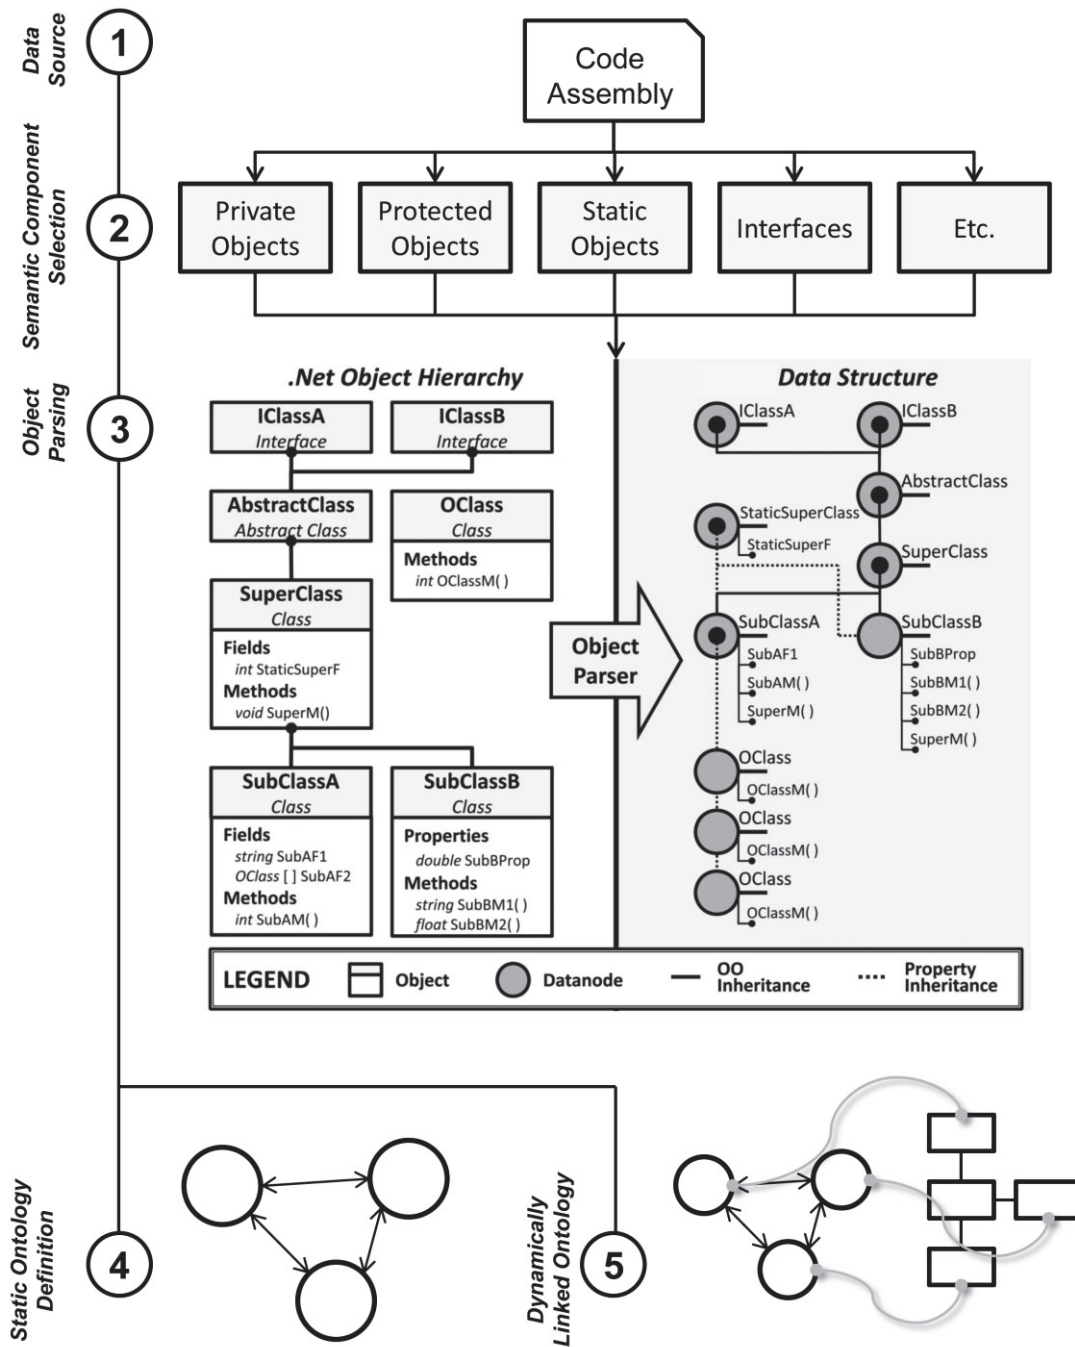 1
Data
Source
Code
Assembly
2
Semantic Component
Selection
Private
Objects
Protected
Objects
Static
Objects
Interfaces
Etc.
3
Object
Parsing
.Net Object Hierarchy
IClassA
Interface
IClassB
Interface
AbstractClass
Abstract Class
OClass
Class
Methods
int OClassM( )
SuperClass
Class
Fields
int StaticSuperF
Methods
void SuperM()
SubClassA
Class
Fields
string SubAF1
OClass [ ] SubAF2
Methods
int SubAM( )
SubClassB
Class
Properties
double SubBProp
Methods
string SubBM1( )
float SubBM2( )
Object
Parser
Data Structure
IClassA
IClassB
AbstractClass
StaticSuperClass
StaticSuperF
SuperClass
SubClassA
SubAF1
SubAM( )
SuperM( )
SubClassB
SubBProp
SubBM1( )
SubBM2( )
SuperM( )
OClass
OClassM( )
OClass
OClassM( )
OClass
OClassM( )
LEGEND
Object
Datanode
OO
Inheritance
Property
Inheritance
4
Static Ontology
Definition
5
Dynamically
Linked Ontology